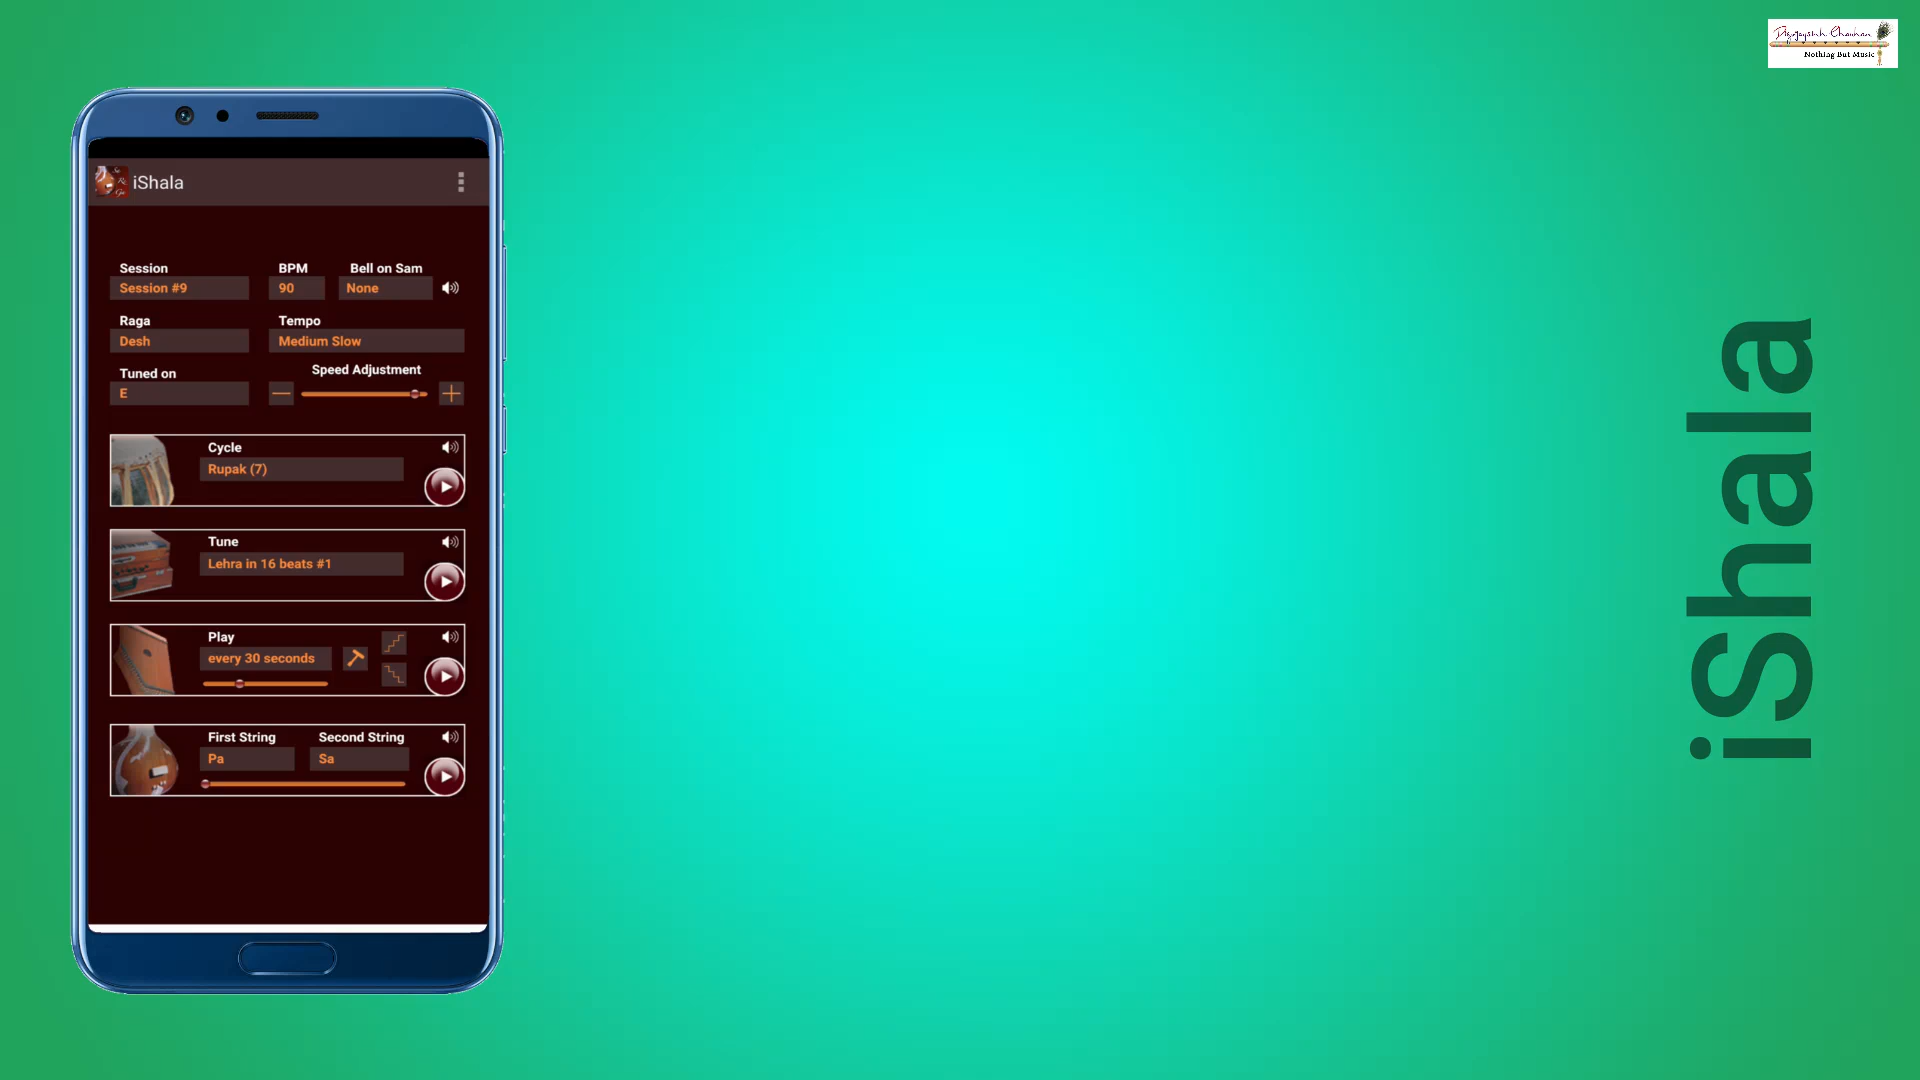 iShala
Session
BPM
Bell on Sam
Session #9
90
None
Raga
Tempo
Desh
Medium Slow
Tuned on
Speed Adjustment
E
Cycle
Rupak (7)
Tune
Lehra in 16 beats #1
Play
every 30 seconds
First String
Second String
Pa
Sa
iShala
Nothing But Music